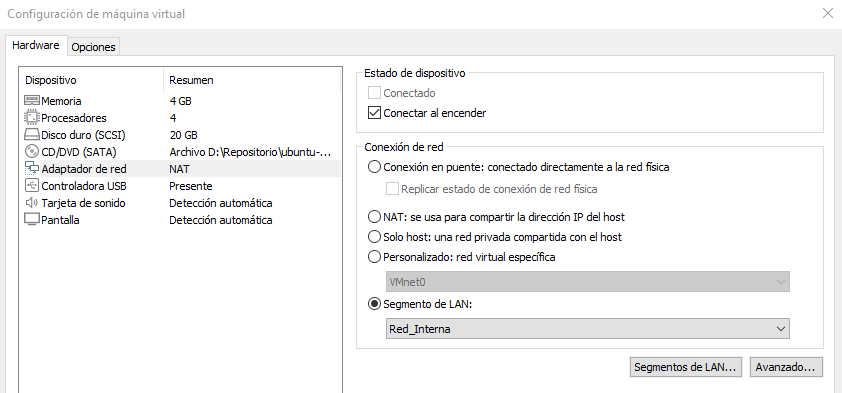 Configuración de máquina virtual
Hardware Opciones
Dispositivo Resumen
Memoria 4 GB
Procesadores 4
Disco duro (SCSI) 20 GB
CD/DVD (SATA) Archivo D:\Repositorio\ubuntu-...
Adaptador de red NAT
Controladora USB Presente
Tarjeta de sonido Detección automática
Pantalla Detección automática
Estado de dispositivo
Conectado
Conectar al encender
Conexión de red
Conexión en puente: conectado directamente a la red física
Replicar estado de conexión de red física
NAT: se usa para compartir la dirección IP del host
Solo host: una red privada compartida con el host
Personalizado: red virtual específica
VMnet0
Segmento de LAN:
Red_Interna
Segmentos de LAN... Avanzado...